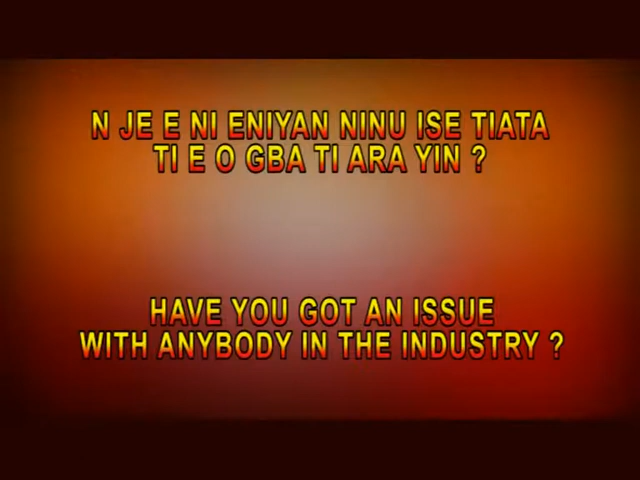 N JE E NI ENIYAN NINU ISE TIATA
TI E O GBA TI ARA YIN ?
HAVE YOU GOT AN ISSUE
WITH ANYBODY IN THE INDUSTRY ?